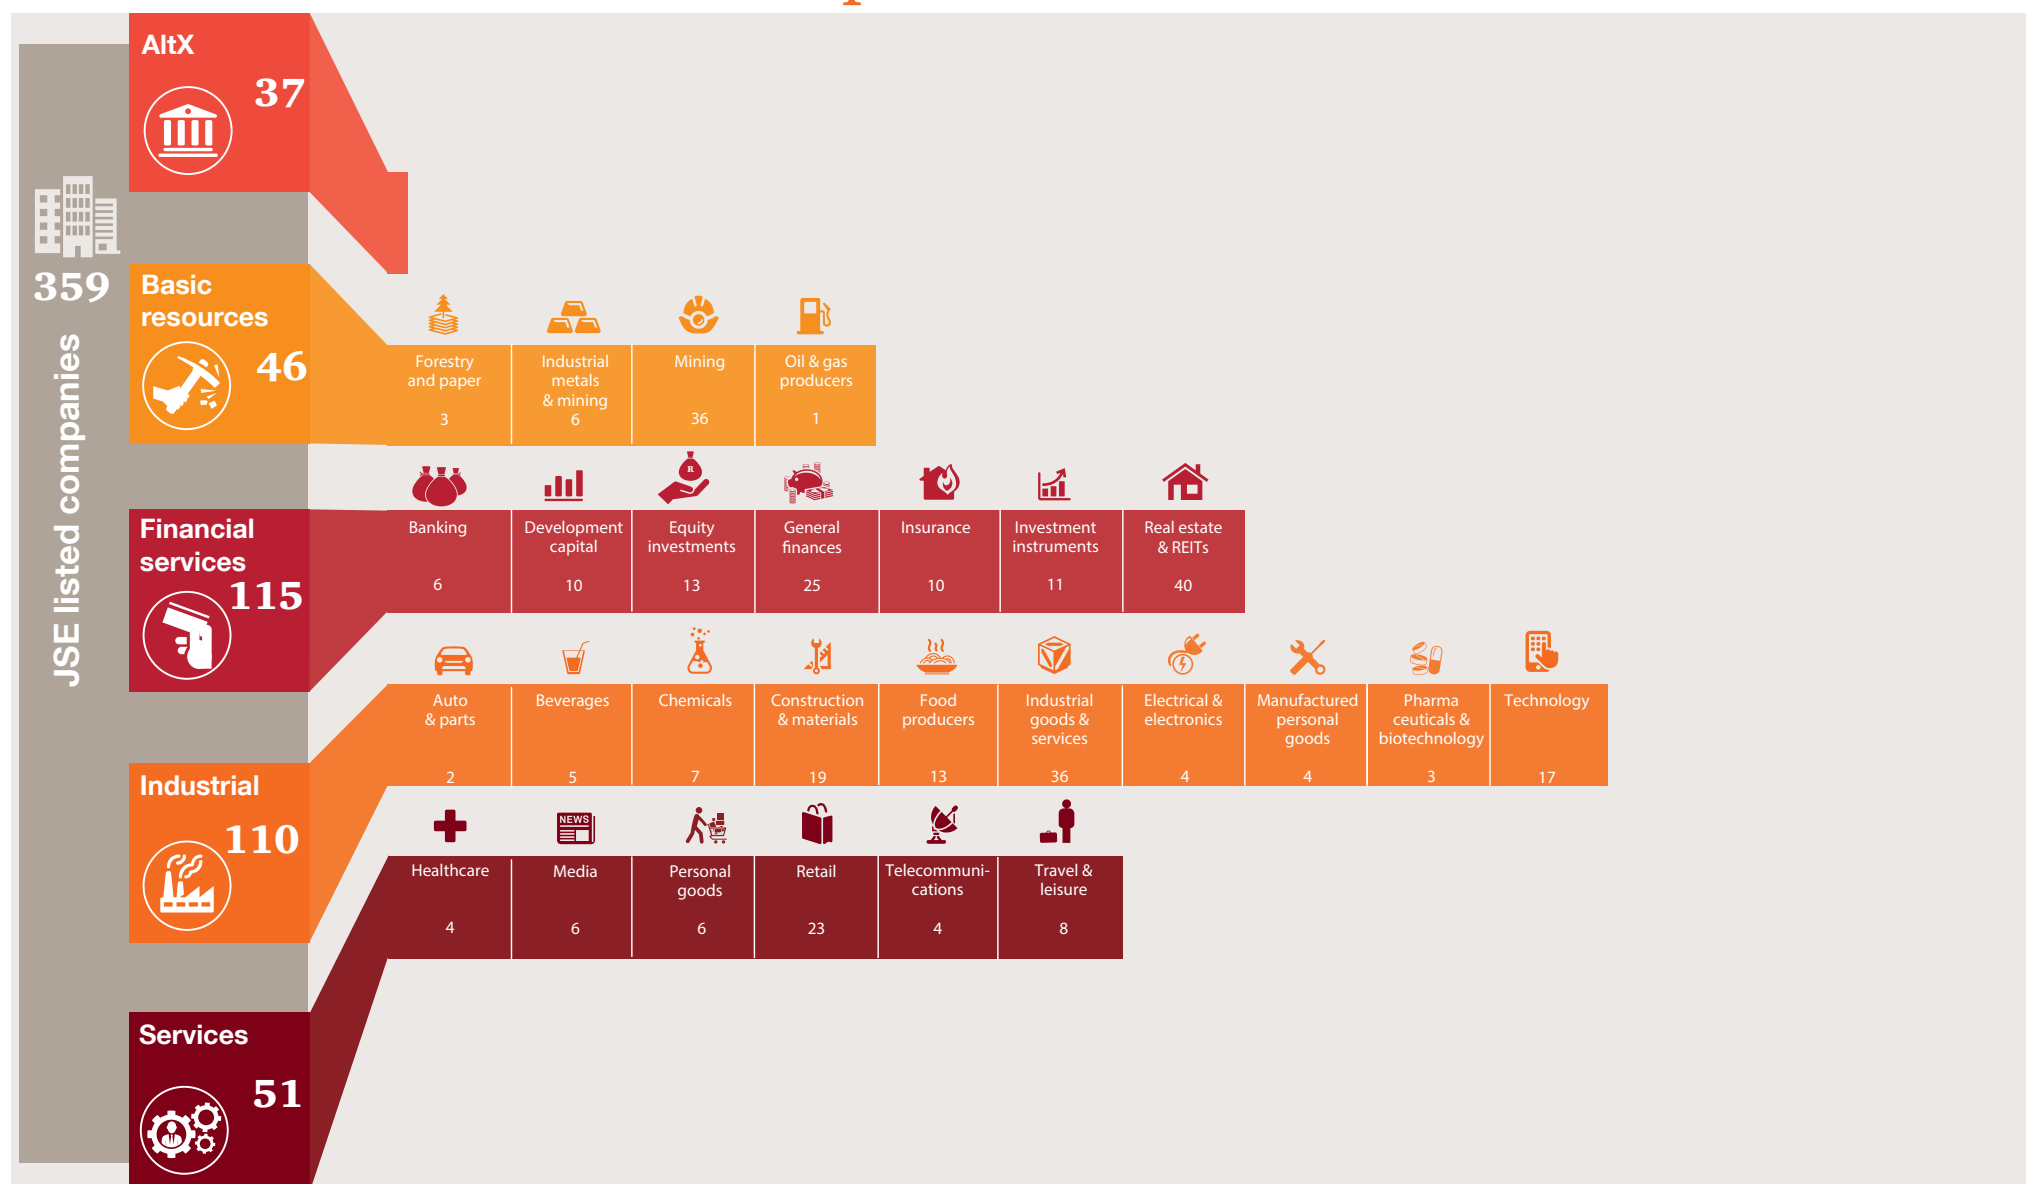 359
JSE listed companies
AltX
37
Basic
resources
46
Forestry
and paper
3
Industrial
metals
& mining
6
Mining
36
Oil & gas
producers
1
Financial
services
115
R
Banking
6
Development
capital
10
Equity
investments
13
General
finances
25
Insurance
10
Investment
instruments
11
Real estate
& REITs
40
Industrial
110
Auto
& parts
2
Beverages
5
Chemicals
7
Construction
& materials
19
Food
producers
13
Industrial
goods &
services
36
Electrical &
electronics
4
Manufactured
personal
goods
4
Pharma
ceuticals &
biotechnology
3
Technology
17
Services
51
NEWS
Healthcare
4
Media
6
Personal
goods
6
Retail
23
Telecommuni-
cations
4
Travel &
leisure
8